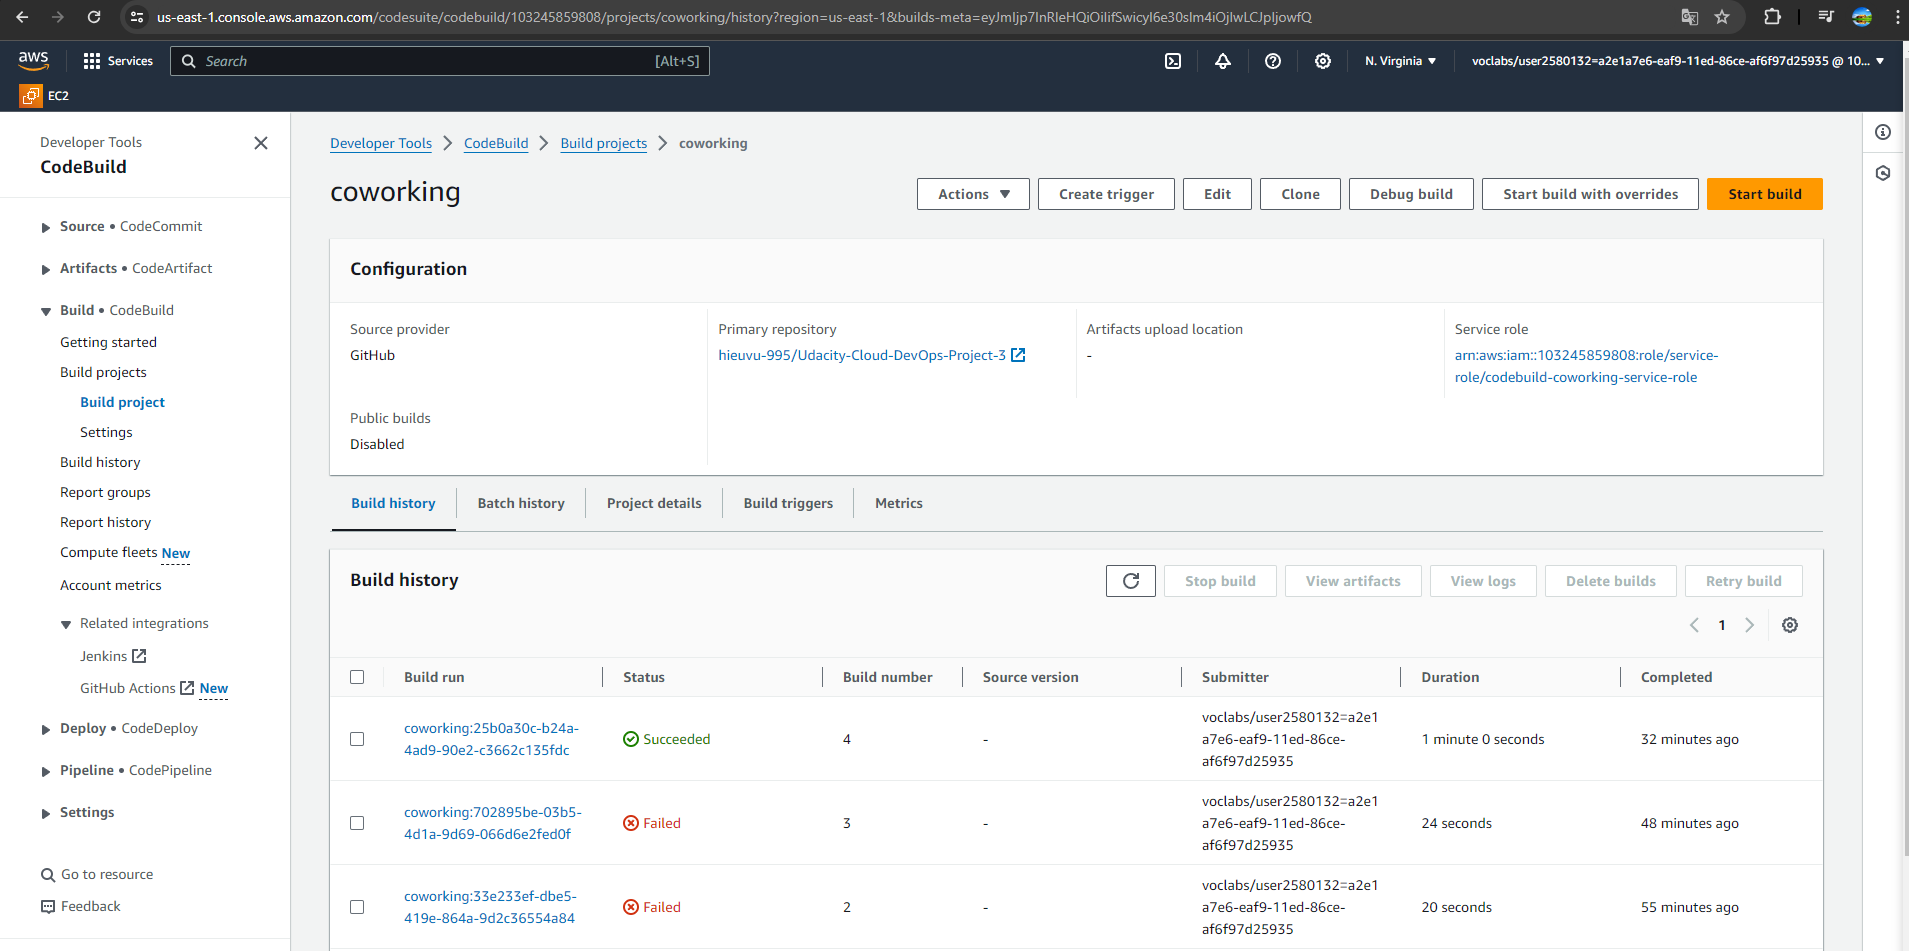 us-east-1.console.aws.amazon.com/codesuite/codebuild/103245859808/projects/coworking/history?region=us-east-1&builds-meta=eyJmIjp7InRleHQiOiIifSwicyI6e30sIm4iOjIwLCJpIjowfQ
aws
Services
Search
[Alt+S]
N. Virginia
voclabs/user2580132=a2e1a7e6-eaf9-11ed-86ce-af6f97d25935 @ 10...
EC2
Developer Tools
CodeBuild
Source • CodeCommit
Artifacts • CodeArtifact
Build • CodeBuild
Getting started
Build projects
Build project
Settings
Build history
Report groups
Report history
Compute fleets New
Account metrics
Related integrations
Jenkins
GitHub Actions New
Deploy • CodeDeploy
Pipeline • CodePipeline
Settings
Go to resource
Feedback
Developer Tools
CodeBuild
Build projects
coworking
coworking
Actions
Create trigger
Edit
Clone
Debug build
Start build with overrides
Start build
Configuration
Source provider
GitHub
Primary repository
hieuvu-995/Udacity-Cloud-DevOps-Project-3
Artifacts upload location
-
Service role
arn:aws:iam::103245859808:role/service-
role/codebuild-coworking-service-role
Public builds
Disabled
Build history
Batch history
Project details
Build triggers
Metrics
Build history
Stop build
View artifacts
View logs
Delete builds
Retry build
1
Build run
Status
Build number
Source version
Submitter
Duration
Completed
coworking:25b0a30c-b24a-
4ad9-90e2-c3662c135fdc
Succeeded
4
-
voclabs/user2580132=a2e1
a7e6-eaf9-11ed-86ce-
af6f97d25935
1 minute 0 seconds
32 minutes ago
coworking:702895be-03b5-
4d1a-9d69-066d6e2fed0f
Failed
3
-
voclabs/user2580132=a2e1
a7e6-eaf9-11ed-86ce-
af6f97d25935
24 seconds
48 minutes ago
coworking:33e233ef-dbe5-
419e-864a-9d2c36554a84
Failed
2
-
voclabs/user2580132=a2e1
a7e6-eaf9-11ed-86ce-
af6f97d25935
20 seconds
55 minutes ago